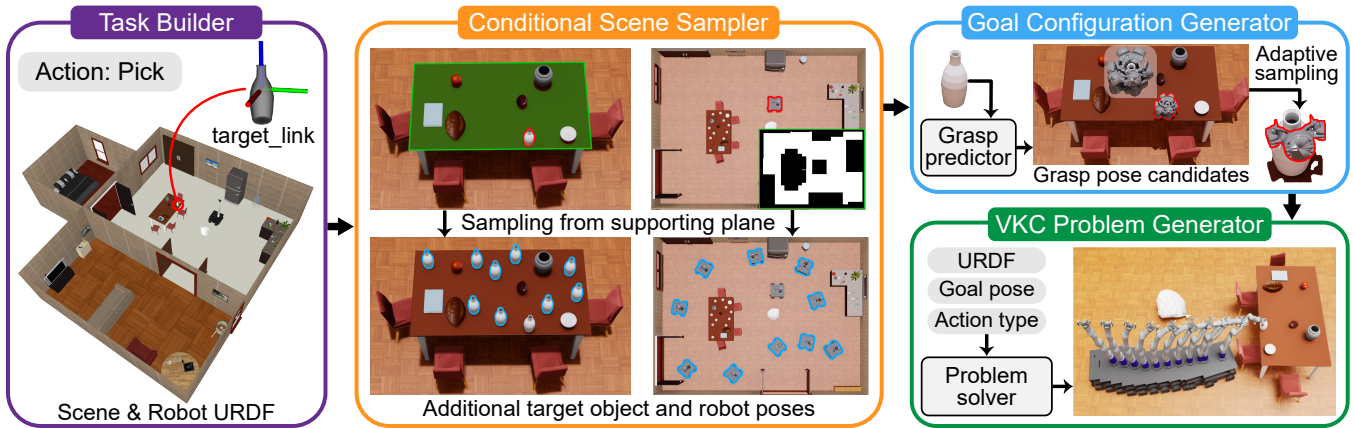 Task Builder
Action: Pick
target_link
Scene & Robot URDF
Conditional Scene Sampler
Sampling from supporting plane
Additional target object and robot poses
Goal Configuration Generator
Grasp
predictor
Grasp pose candidates
Adaptive
sampling
VKC Problem Generator
URDF
Goal pose
Action type
Problem
solver